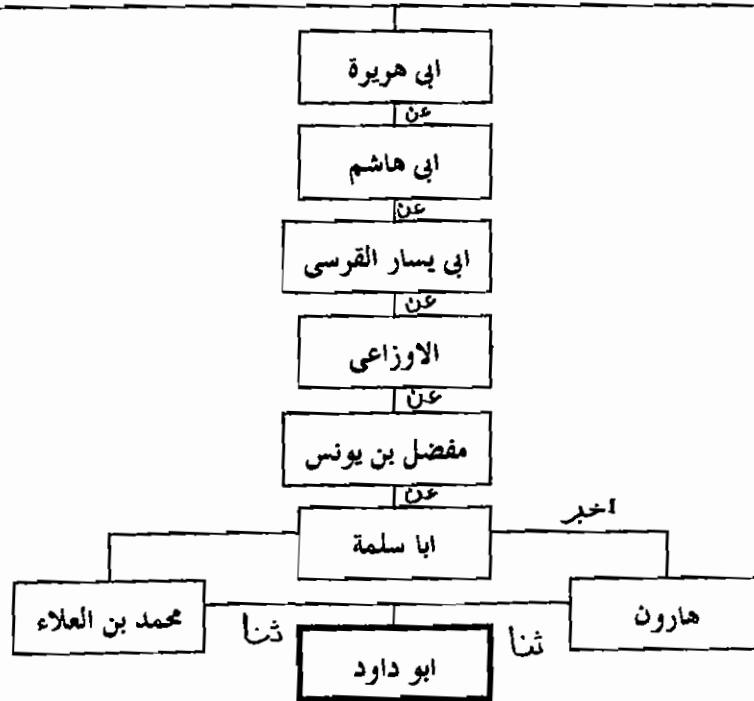 ابى هريرة
عن
ابى هاشم
عن
ابى يسار القرسى
عن
الاوزاعى
عن
مفضل بن يونس
عن
ابا سلمة
اخبر
هارون
محمد بن العلاء
ثنا
ثنا
ابو داود